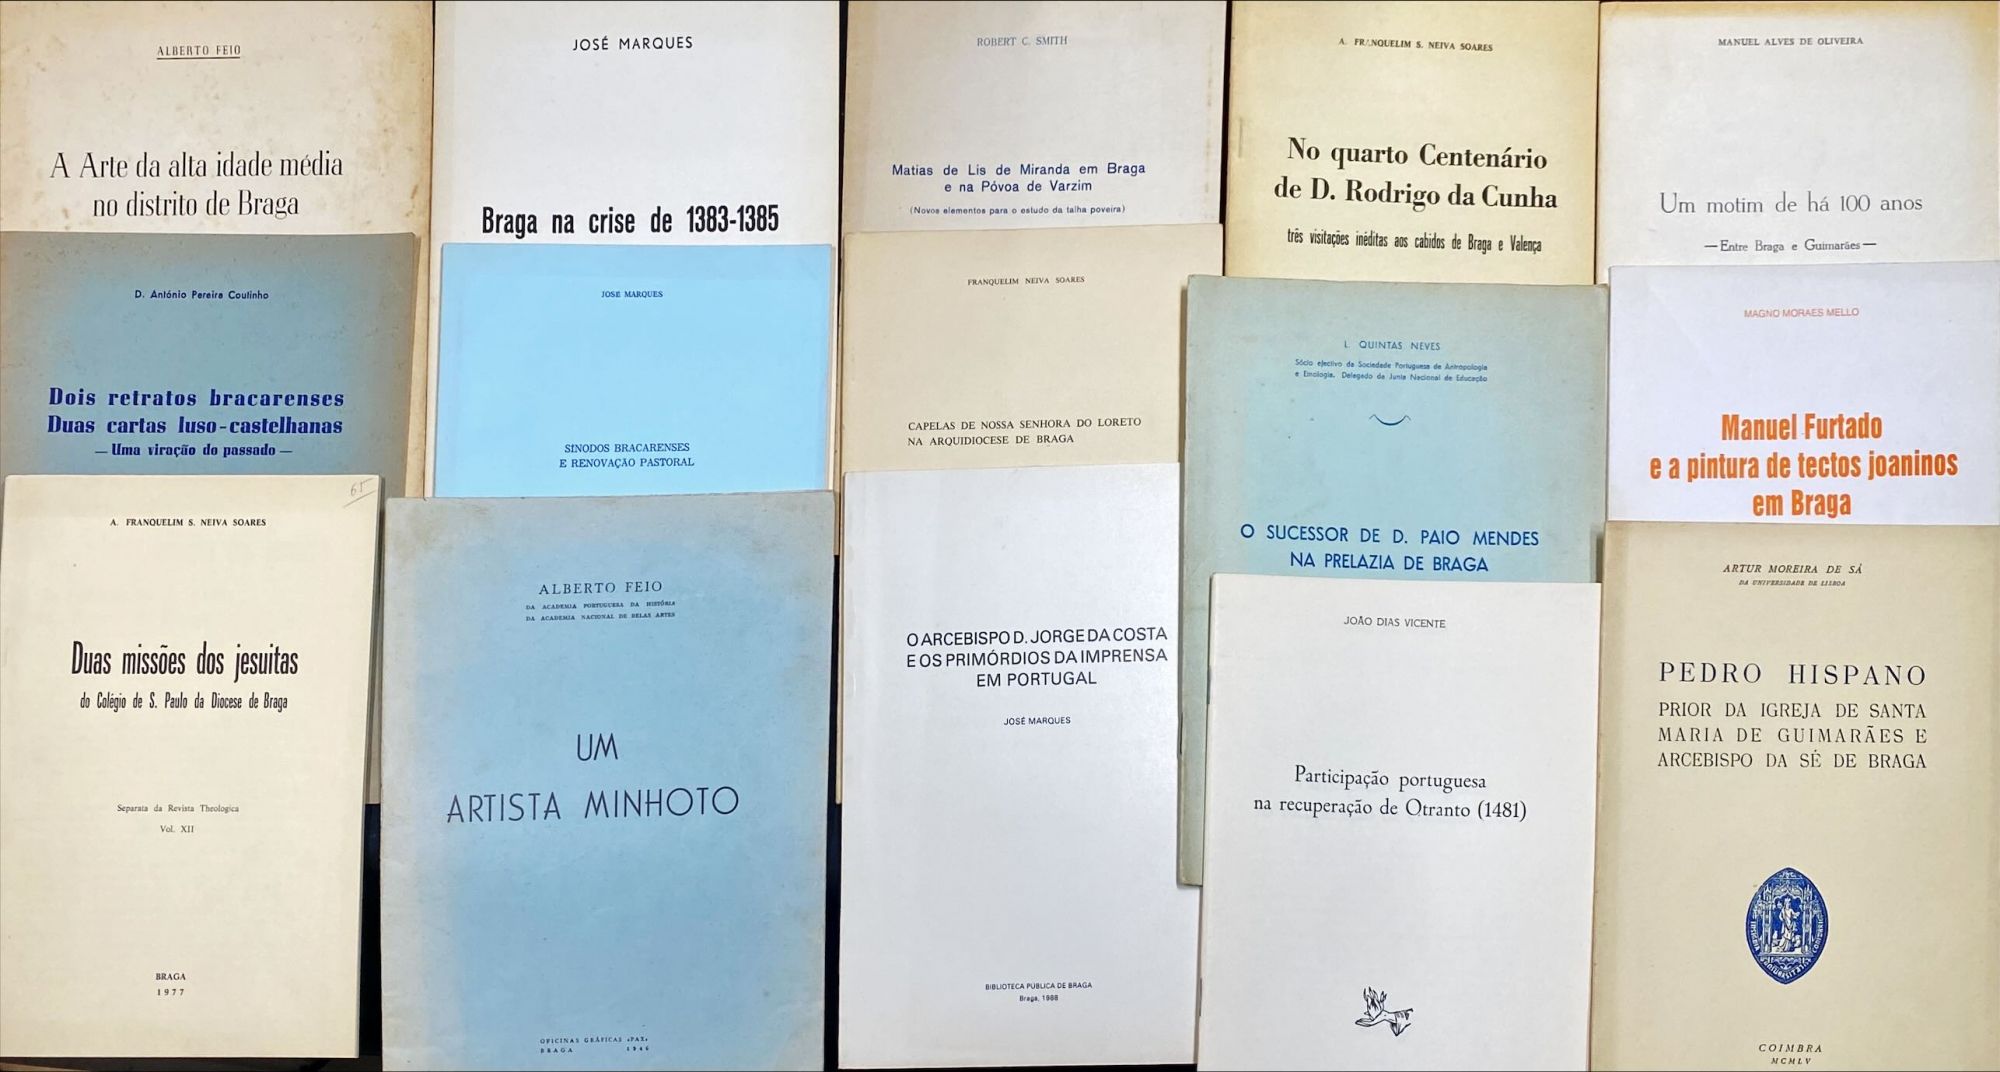 ALBERTO FEIO
A Arte da alta idade média
no distrito de Braga
JOSÉ MARQUES
Braga na crise de 1383-1385
ROBERT C. SMITH
Matias de Lis de Miranda em Braga
e na Póvoa de Varzim
(Novos elementos para o estudo da talha poveira)
A. FRANQUELIM S. NEIVA SOARES
No quarto Centenário
de D. Rodrigo da Cunha
três visitações inéditas aos cabidos de Braga e Valença
MANUEL ALVES DE OLIVEIRA
Um motim de há 100 anos
—Entre Braga e Guimarães—
D. António Pereira Coutinho
Dois retratos bracarenses
Duas cartas luso-castelhanas
— Uma viração do passado —
JOSÉ MARQUES
SÍNODOS BRACARENSES
E RENOVAÇÃO PASTORAL
FRANQUELIM NEIVA SOARES
CAPELAS DE NOSSA SENHORA DO LORETO
NA ARQUIDIOCESE DE BRAGA
L. QUINTAS NEVES
Sócio efectivo da Sociedade Portuguesa de Antropologia
e Etnologia. Delegado da Junta Nacional de Educação
O SUCESSOR DE D. PAIO MENDES
NA PRELAZIA DE BRAGA
MAGNO MORAES MELLO
Manuel Furtado
e a pintura de tectos joaninos
em Braga
65
A. FRANQUELIM S. NEIVA SOARES
Duas missões dos jesuitas
do Colégio de S. Paulo da Diocese de Braga
Separata da Revista Theologica
Vol. XII
BRAGA
1977
ALBERTO FEIO
DA ACADEMIA PORTUGUESA DA HISTÓRIA
DA ACADEMIA NACIONAL DE BELAS ARTES
UM
ARTISTA MINHOTO
OFICINAS GRÁFICAS «PAX»
BRAGA 1946
O ARCEBISPO D. JORGE DA COSTA
E OS PRIMÓRDIOS DA IMPRENSA
EM PORTUGAL
JOSÉ MARQUES
BIBLIOTECA PÚBLICA DE BRAGA
Braga, 1988
JOÃO DIAS VICENTE
Participação portuguesa
na recuperação de Otranto (1481)
ARTUR MOREIRA DE SÁ
DA UNIVERSIDADE DE LISBOA
PEDRO HISPANO
PRIOR DA IGREJA DE SANTA
MARIA DE GUIMARÃES E
ARCEBISPO DA SÉ DE BRAGA
COIMBRA
MCMLV